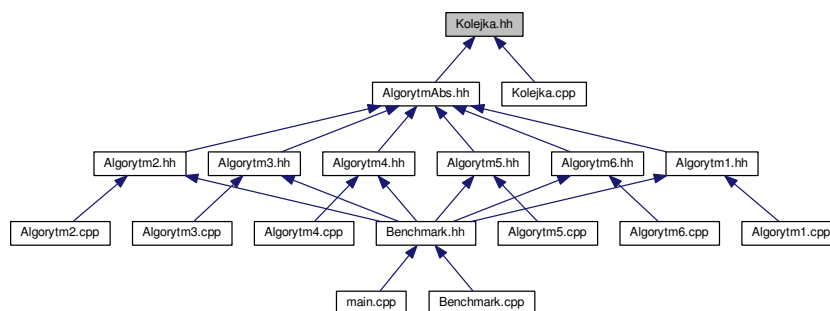 Kolejka.hh
AlgorytmAbs.hh
Kolejka.cpp
Algorytm2.hh
Algorytm3.hh
Algorytm4.hh
Algorytm5.hh
Algorytm6.hh
Algorytm1.hh
Algorytm2.cpp
Algorytm3.cpp
Algorytm4.cpp
Benchmark.hh
Algorytm5.cpp
Algorytm6.cpp
Algorytm1.cpp
main.cpp
Benchmark.cpp